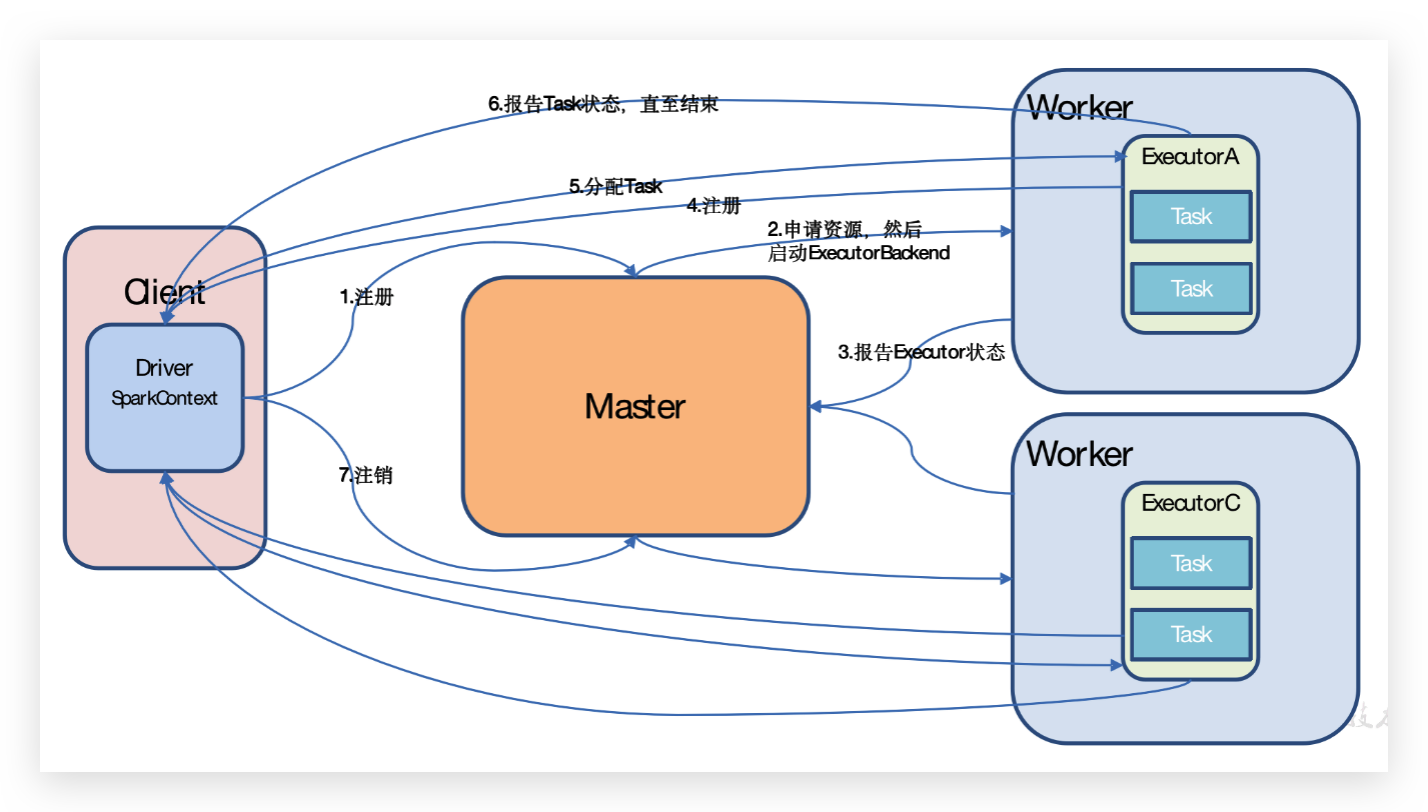 6.报告Task状态，直至结束
Worker
ExecutorA
5.分配Task
4.注册
Task
2.申请资源，然后
启动ExecutorBackend
Task
Client
1.注册
3.报告Executor状态
Driver
SparkContext
Master
Worker
7.注销
ExecutorC
Task
Task
技